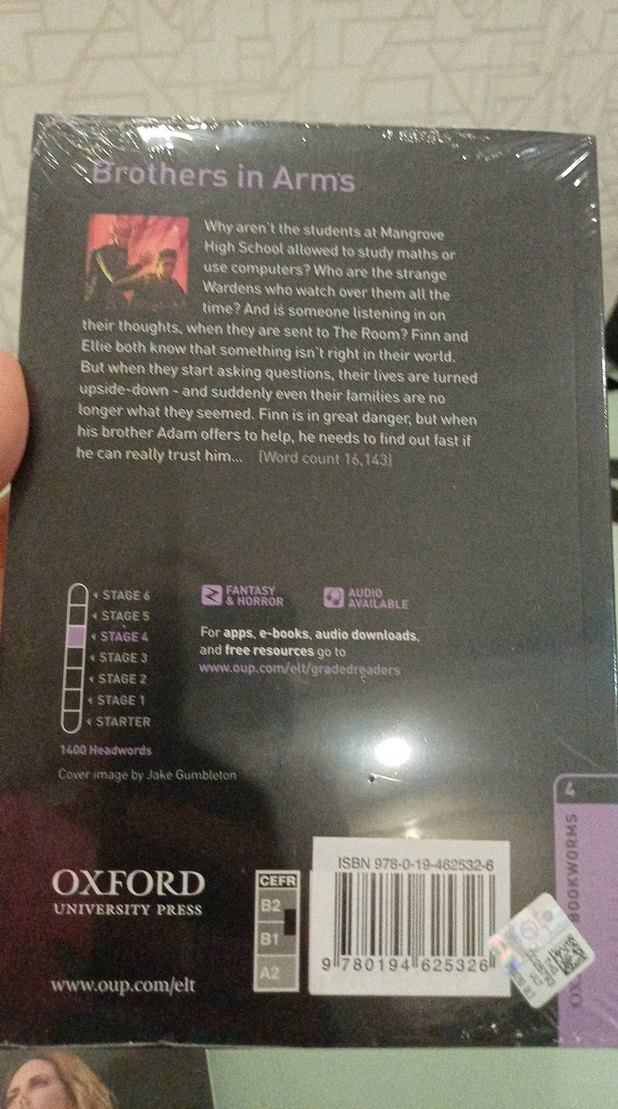 Brothers in Arms
Why aren't the students at Mangrove
High School allowed to study maths or
use computers? Who are the strange
Wardens who watch over them all the
time? And is someone listening in on
their thoughts, when they are sent to The Room? Finn and
Ellie both know that something isn't right in their world.
But when they start asking questions, their lives are turned
upside-down - and suddenly even their families are no
longer what they seemed. Finn is in great danger, but when
his brother Adam offers to help, he needs to find out fast if
he can really trust him... [Word count 16,143]
STAGE 6
STAGE 5
STAGE 4
STAGE 3
STAGE 2
STAGE 1
STARTER
1400 Headwords
FANTASY
& HORROR
AUDIO
AVAILABLE
For apps, e-books, audio downloads,
and free resources go to
www.oup.com/elt/gradedreaders
Cover image by Jake Gumbleton
4
BOOKWORMS
OXFORD
UNIVERSITY PRESS
www.oup.com/elt
CEFR
B2
B1
A2
ISBN 978-0-19-462532-6
9 780194 625326